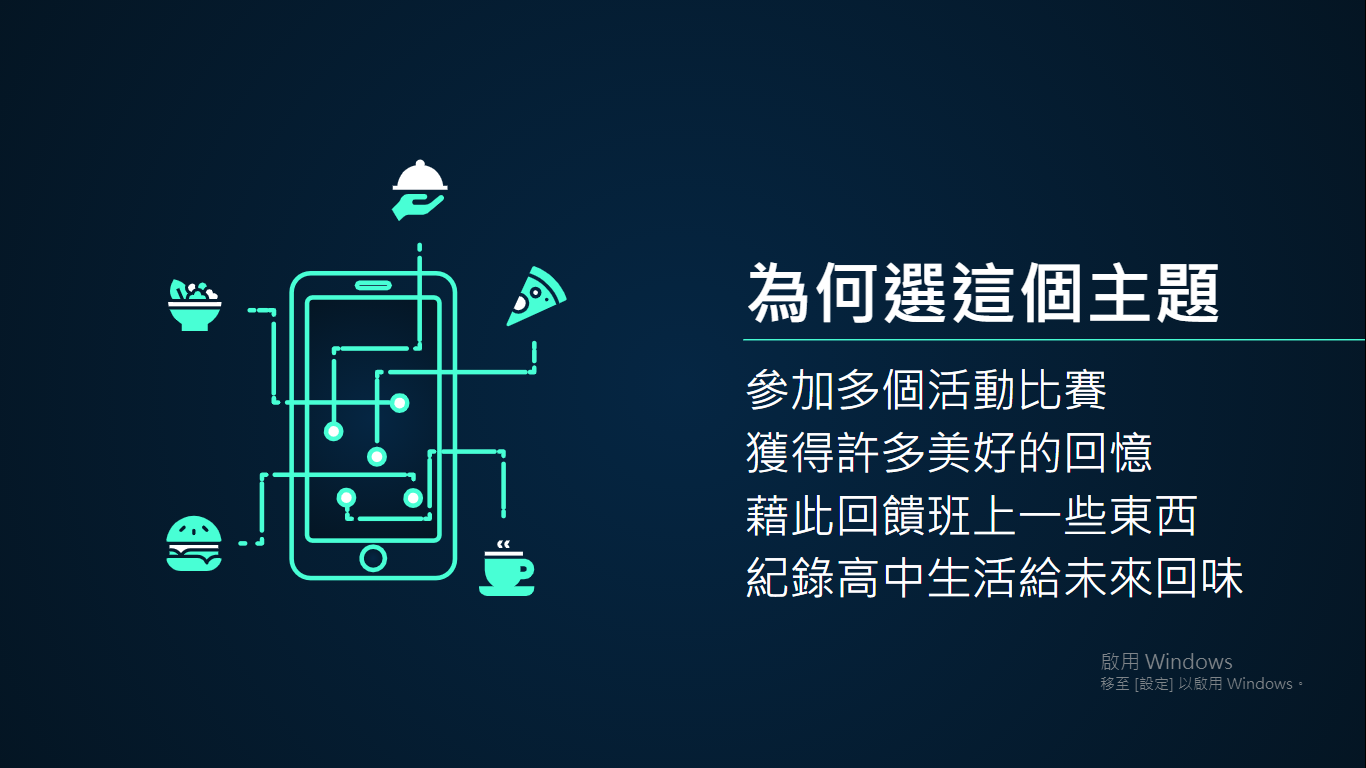 為何選這個主題
參加多個活動比賽
獲得許多美好的回憶
藉此回饋班上一些東西
紀錄高中生活給未來回味
啟用 Windows
移至 [設定] 以啟用 Windows。